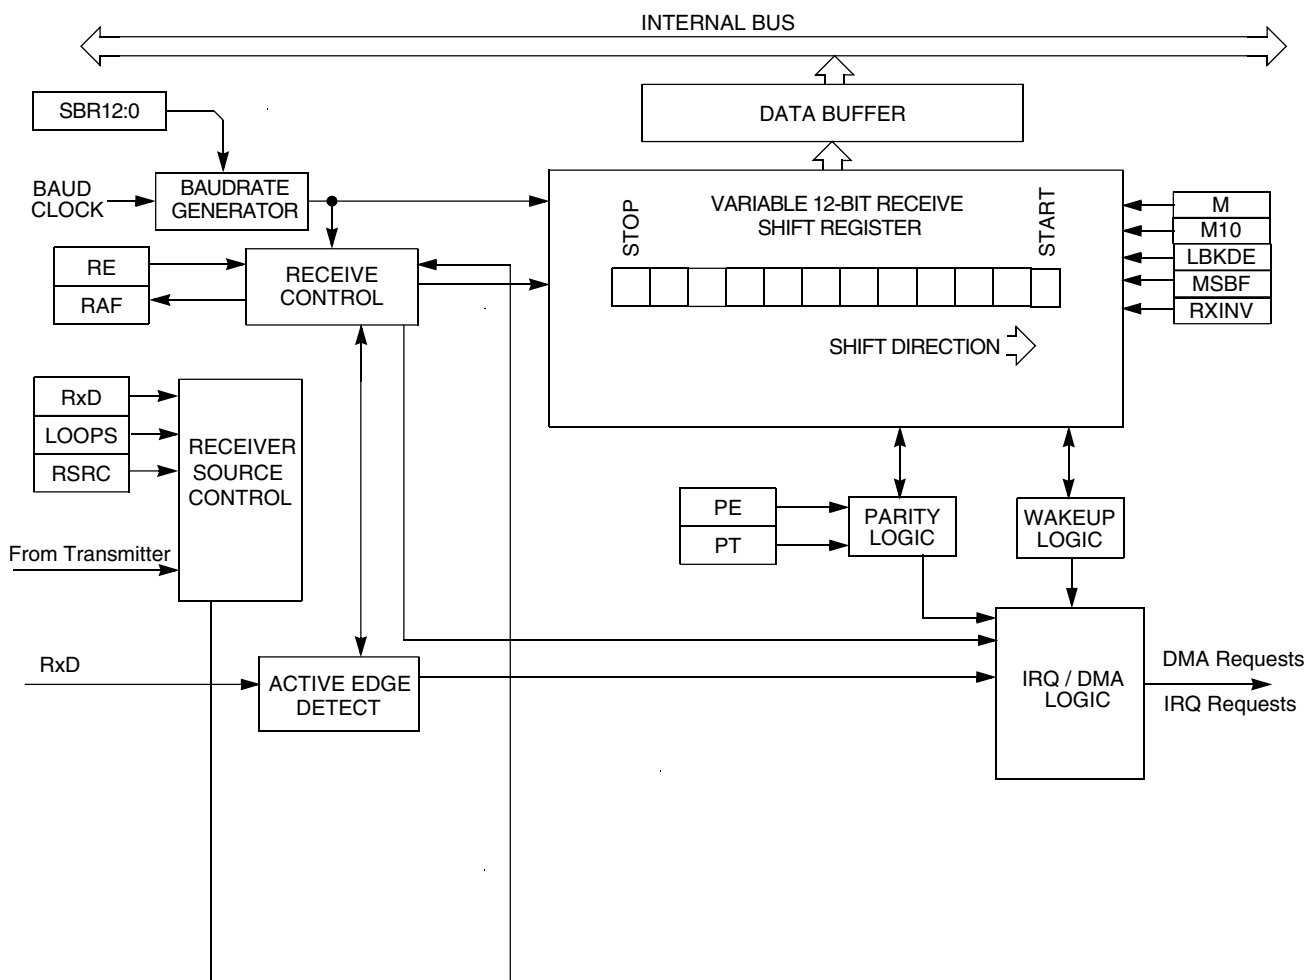 INTERNAL BUS
SBR12:0
DATA BUFFER
BAUD
CLOCK
BAUDRATE
GENERATOR
STOP
VARIABLE 12-BIT RECEIVE
SHIFT REGISTER
START
M
M10
LBKDE
MSBF
RXINV
RE
RAF
RECEIVE
CONTROL
SHIFT DIRECTION
RxD
LOOPS
RSRC
RECEIVER
SOURCE
CONTROL
From Transmitter
PE
PT
PARITY
LOGIC
WAKEUP
LOGIC
RxD
ACTIVE EDGE
DETECT
IRQ / DMA
LOGIC
DMA Requests
IRQ Requests